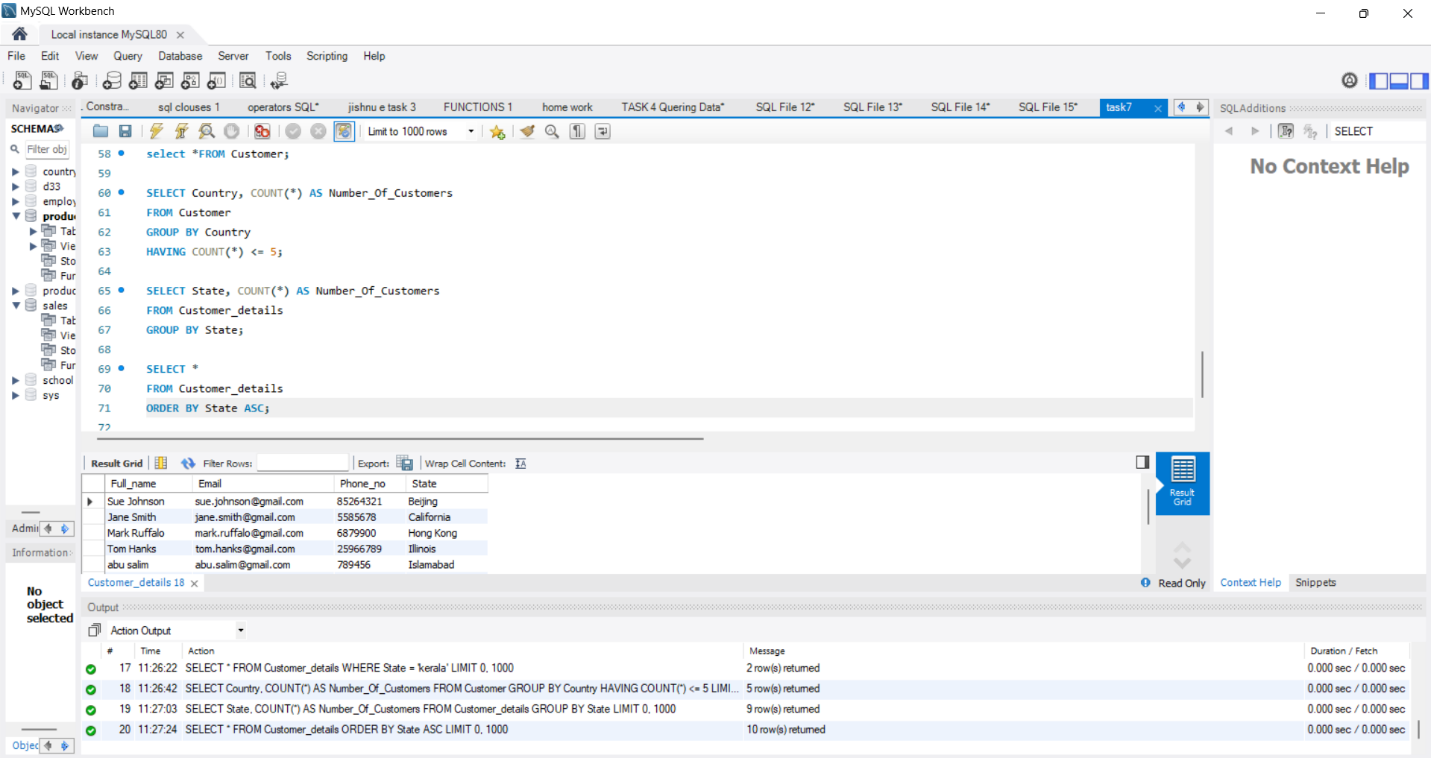 MySQL Workbench
Local instance MySQL80
File Edit View Query Database Server Tools Scripting Help
Navigator
. Constra... sql clouses 1 operators SQL* jishnu e task 3 FUNCTIONS 1 home work TASK 4 Quering Data* SQL File 12* SQL File 13* SQL File 14* SQL File 15* task7
SQLAdditions
SCHEMAS
Filter obj
country
d33
employ
produ
Tab
Vie
Sto
Fur
produc
sales
Tab
Vie
Sto
Fur
school
sys
Admin
Information
No
object
selected
Objec
Limit to 1000 rows
58 select *FROM Customer;
59
60 SELECT Country, COUNT(*) AS Number_Of_Customers
61 FROM Customer
62 GROUP BY Country
63 HAVING COUNT(*) <= 5;
64
65 SELECT State, COUNT(*) AS Number_Of_Customers
66 FROM Customer_details
67 GROUP BY State;
68
69 SELECT *
70 FROM Customer_details
71 ORDER BY State ASC;
72
SELECT
No Context Help
Result Grid Filter Rows: Export: Wrap Cell Content:
Full_name Email Phone_no State
Sue Johnson sue.johnson@gmail.com 85264321 Beijing
Jane Smith jane.smith@gmail.com 5585678 California
Mark Ruffalo mark.ruffalo@gmail.com 6879900 Hong Kong
Tom Hanks tom.hanks@gmail.com 25966789 Illinois
abu salim abu.salim@gmail.com 789456 Islamabad
Result
Grid
Customer_details 18
Read Only
Context Help Snippets
Output
Action Output
# Time Action Message Duration / Fetch
17 11:26:22 SELECT * FROM Customer_details WHERE State = 'kerala' LIMIT 0, 1000 2 row(s) returned 0.000 sec / 0.000 sec
18 11:26:42 SELECT Country, COUNT(*) AS Number_Of_Customers FROM Customer GROUP BY Country HAVING COUNT(*) <= 5 LIMI... 5 row(s) returned 0.000 sec / 0.000 sec
19 11:27:03 SELECT State, COUNT(*) AS Number_Of_Customers FROM Customer_details GROUP BY State LIMIT 0, 1000 9 row(s) returned 0.000 sec / 0.000 sec
20 11:27:24 SELECT * FROM Customer_details ORDER BY State ASC LIMIT 0, 1000 10 row(s) returned 0.000 sec / 0.000 sec